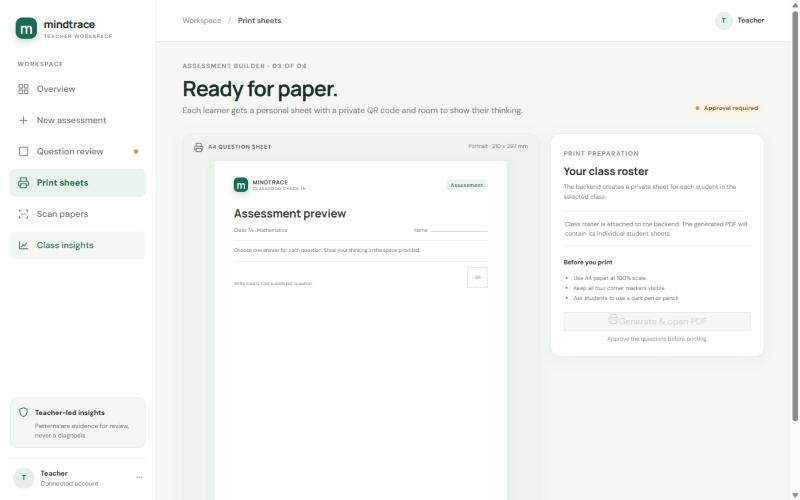 mindtrace
TEACHER WORKSPACE
WORKSPACE
Overview
New assessment
Question review
Print sheets
Scan papers
Class insights
Teacher-led insights
Patterns are evidence for review,
never a diagnosis.
T
Teacher
Connected account
Workspace / Print sheets
T Teacher
ASSESSMENT BUILDER · 03 OF 04
Ready for paper.
Each learner gets a personal sheet with a private QR code and room to show their thinking.
Approval required
A4 QUESTION SHEET
Portrait · 210 × 297 mm
m MINDTRACE
CLASSROOM CHECK-IN
Assessment
Assessment preview
Class 7A · Mathematics
Name
Choose one answer for each question. Show your thinking in the space provided.
QR
Write clearly. One bubble per question.
PRINT PREPARATION
Your class roster
The backend creates a private sheet for each student in the
selected class.
Class roster is attached to the backend. The generated PDF will
contain its individual student sheets.
Before you print
• Use A4 paper at 100% scale
• Keep all four corner markers visible
• Ask students to use a dark pen or pencil
Generate & open PDF
Approve the questions before printing.